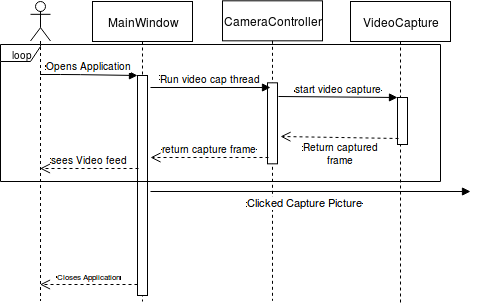 MainWindow
CameraController
VideoCapture
loop
Opens Application
Run video cap thread
start video capture
Return captured
frame
return capture frame
sees Video feed
Clicked Capture Picture
Closes Application